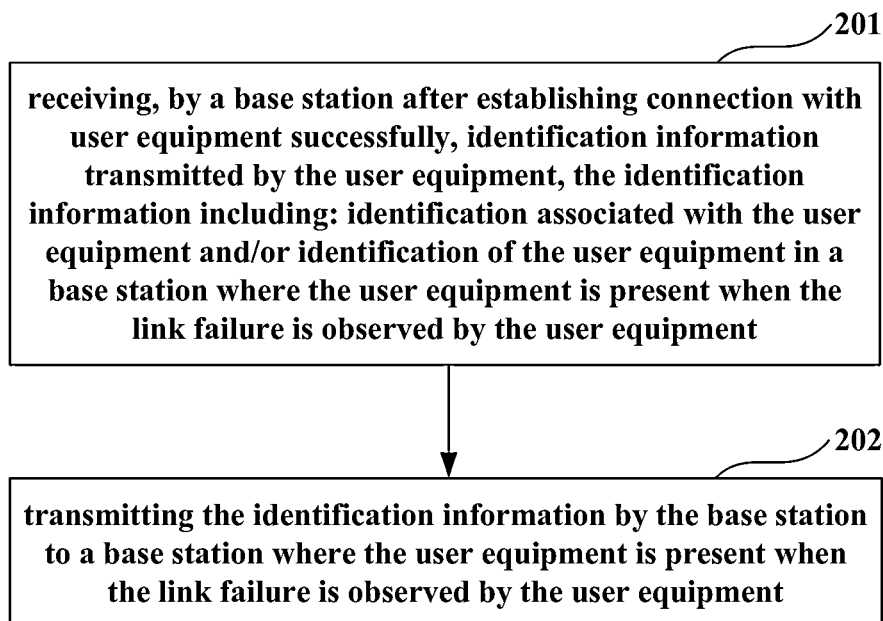 201
receiving, by a base station after establishing connection with
user equipment successfully, identification information
transmitted by the user equipment, the identification
information including: identification associated with the user
equipment and/or identification of the user equipment in a
base station where the user equipment is present when the
link failure is observed by the user equipment
202
transmitting the identification information by the base station
to a base station where the user equipment is present when
the link failure is observed by the user equipment